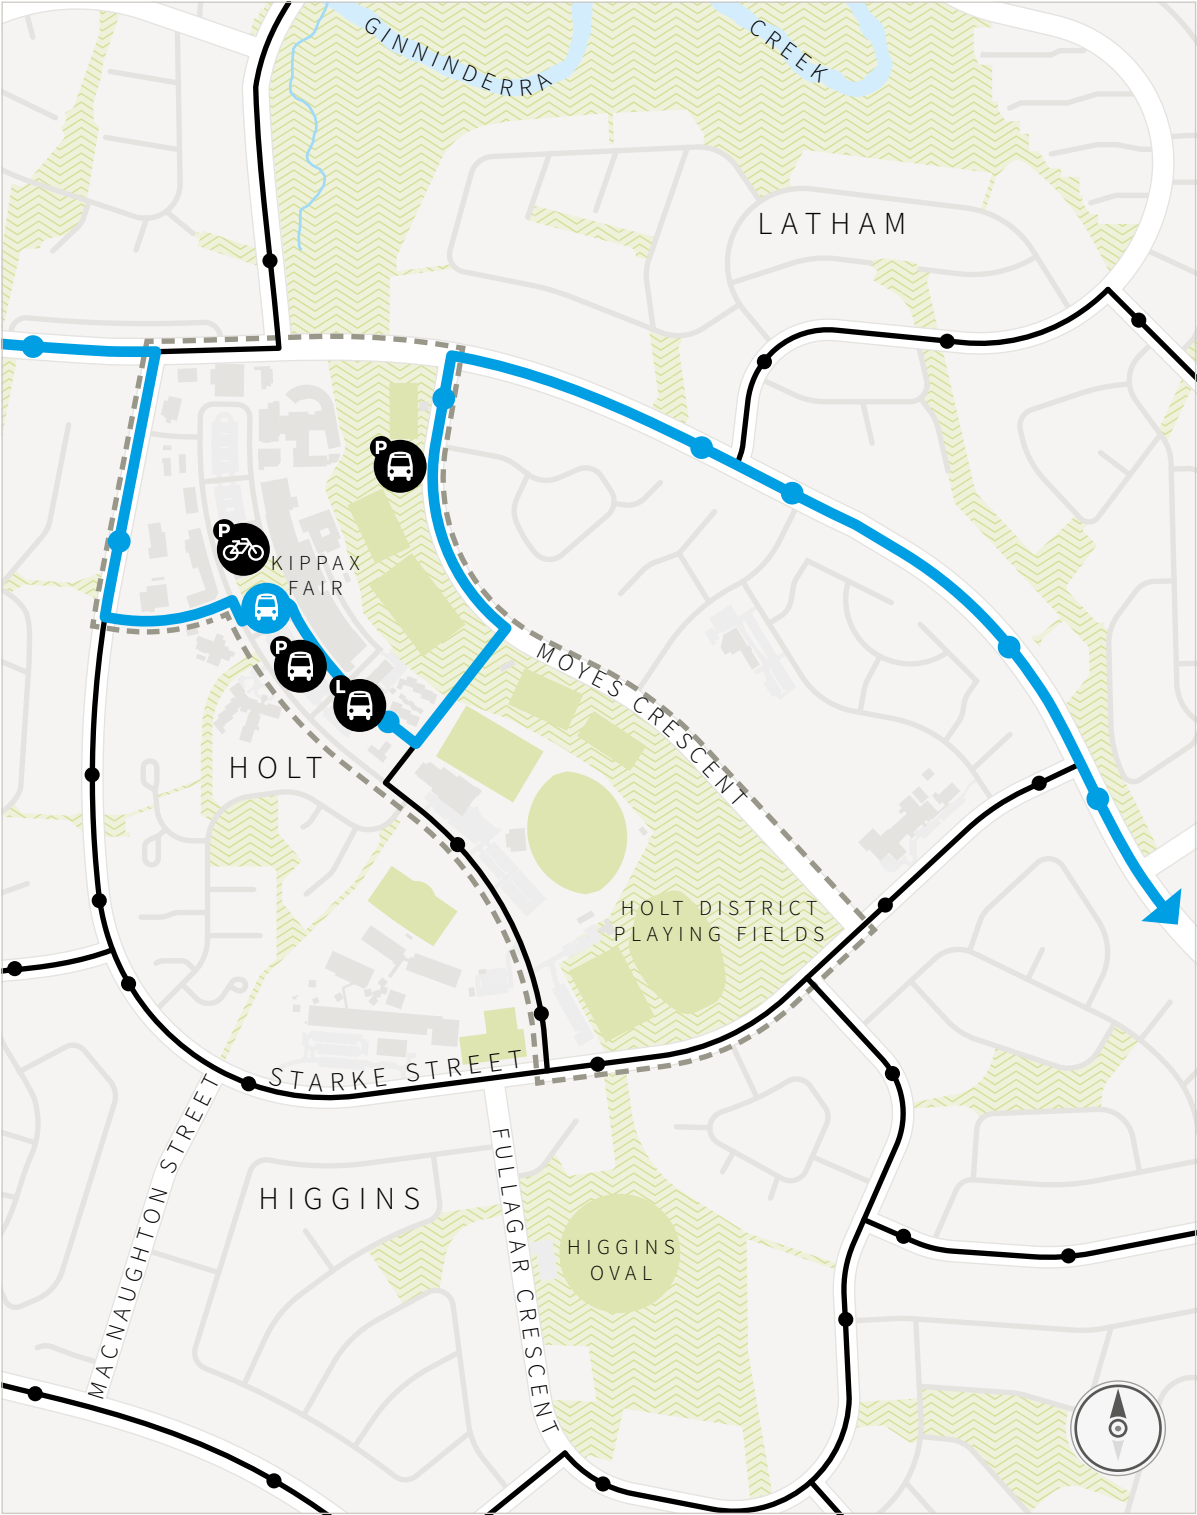 GINNINDERRA
CREEK
LATHAM
P
P
KIPPAX
FAIR
P
L
MOYES CRESCENT
HOLT
HOLT DISTRICT
PLAYING FIELDS
STARKE STREET
MACNAUGHTON STREET
FULLAGAR CRESCENT
HIGGINS
HIGGINS
OVAL